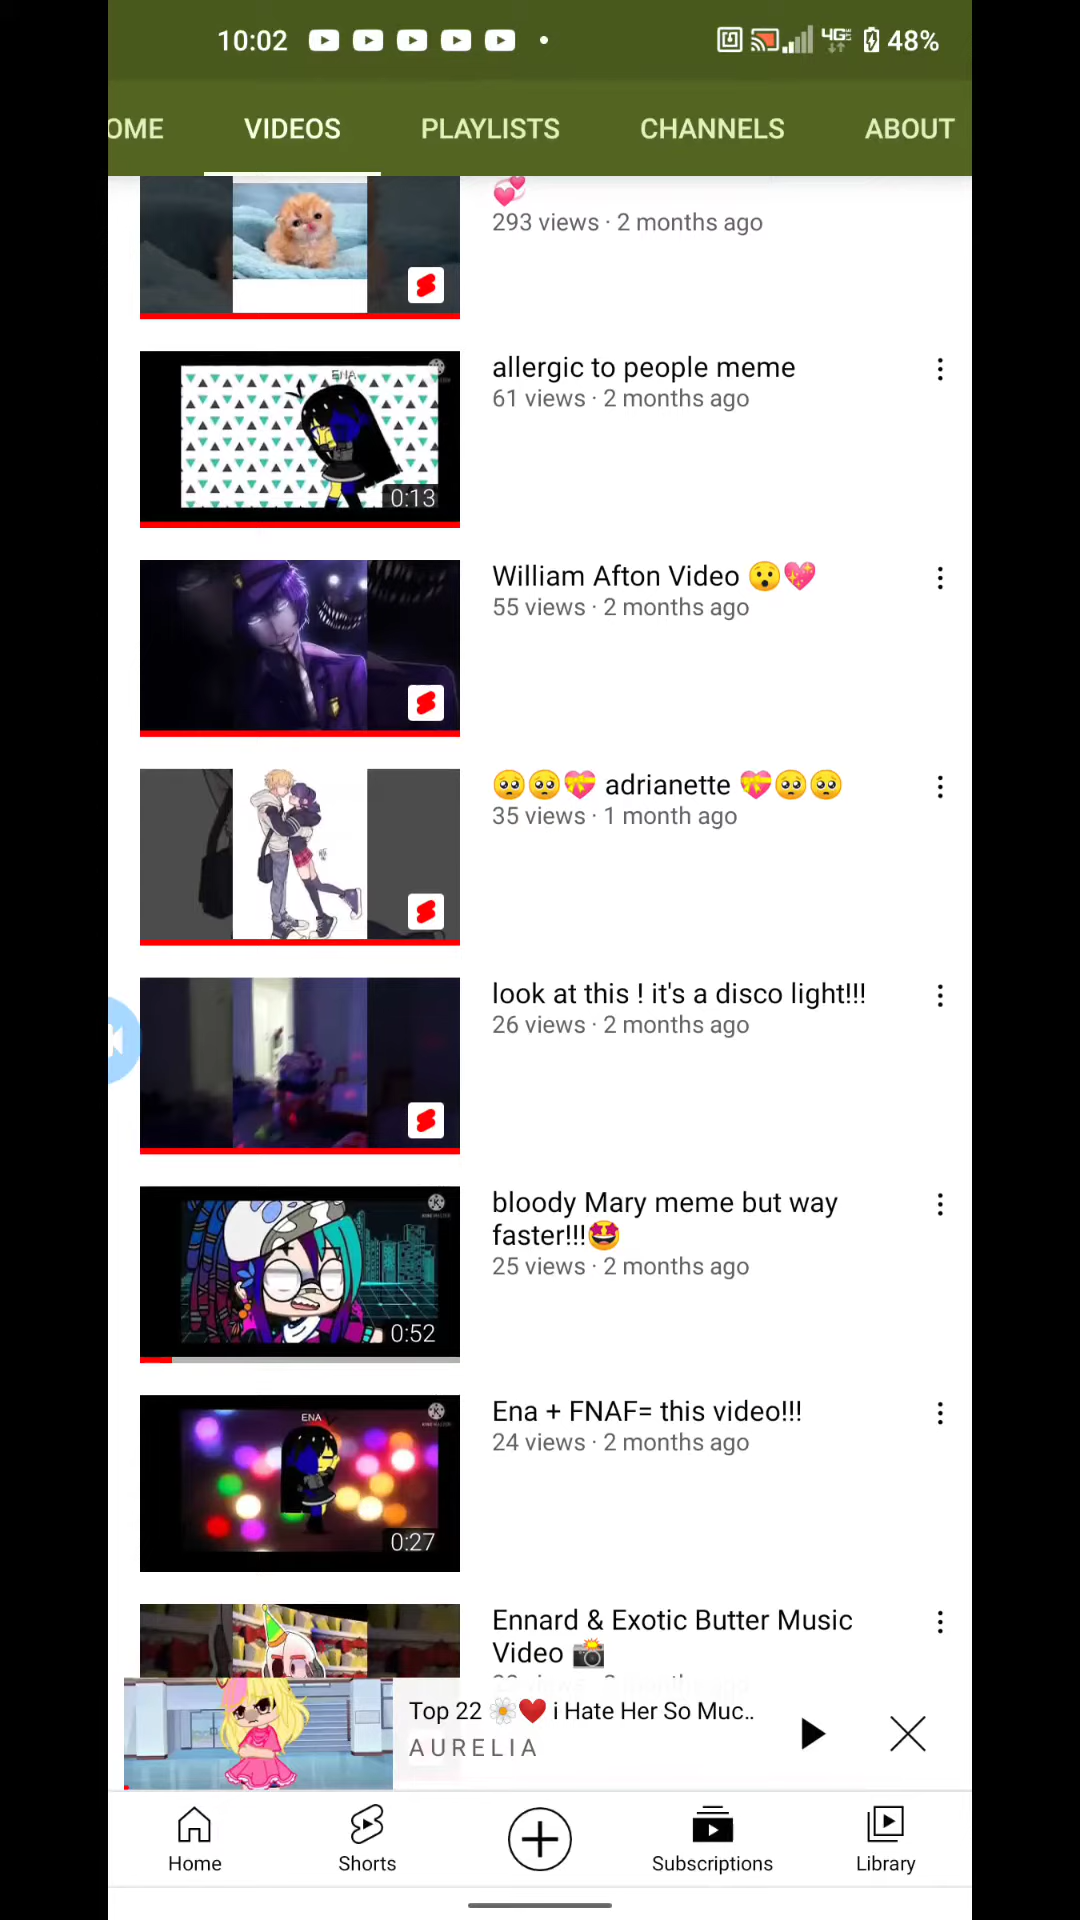 10:02 4G 48%
OME VIDEOS PLAYLISTS CHANNELS ABOUT
💞
293 views · 2 months ago
ENA
0:13
allergic to people meme
61 views · 2 months ago
William Afton Video 😯💖
55 views · 2 months ago
🥺🥺💝 adrianette 💝🥺🥺
35 views · 1 month ago
look at this ! it's a disco light!!!
26 views · 2 months ago
0:52
bloody Mary meme but way
faster!!!🤩
25 views · 2 months ago
ENA
0:27
Ena + FNAF= this video!!!
24 views · 2 months ago
Ennard & Exotic Butter Music
Video 📸
Top 22 🌼❤️ i Hate Her So Muc..
AURELIA
Home Shorts Subscriptions Library